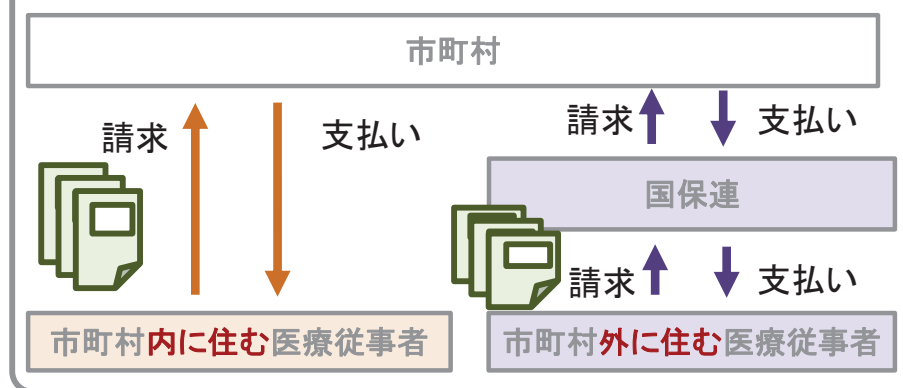 市町村
請求
支払い
請求
支払い
国保連
請求
支払い
市町村内に住む医療従事者
市町村外に住む医療従事者